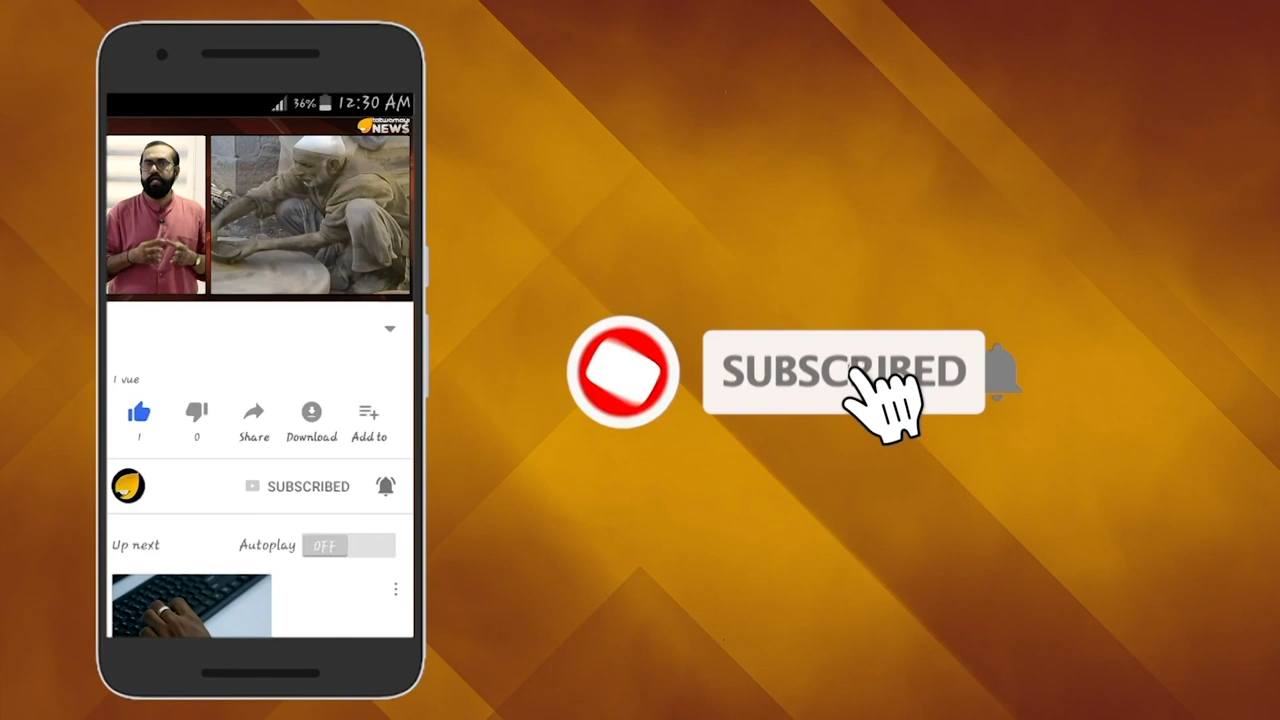 36% 12:30 AM
tatwamayi
NEWS
1 vue
1 0 Share Download Add to
SUBSCRIBED
Up next Autoplay OFF
SUBSCRIBED